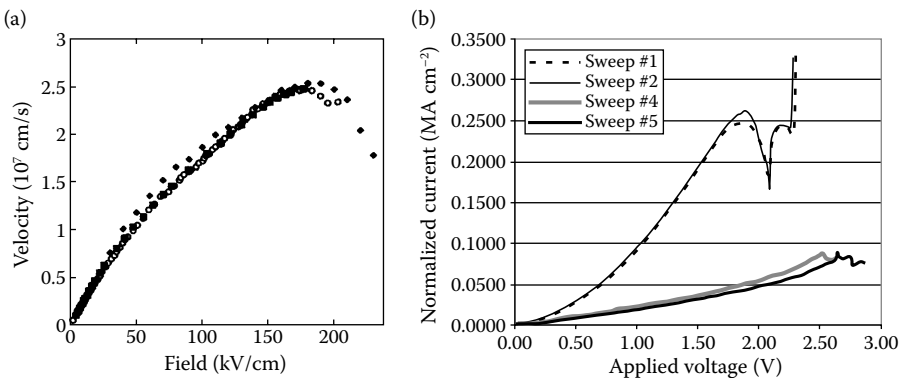 (a)
3
2.5
2
1.5
1
0.5
0
0
50
100
150
200
Velocity (10⁷ cm/s)
Field (kV/cm)
(b)
0.3500
0.3000
0.2500
0.2000
0.1500
0.1000
0.0500
0.0000
0.00
0.50
1.00
1.50
2.00
2.50
3.00
Normalized current (MA cm⁻²)
Applied voltage (V)
Sweep #1
Sweep #2
Sweep #4
Sweep #5